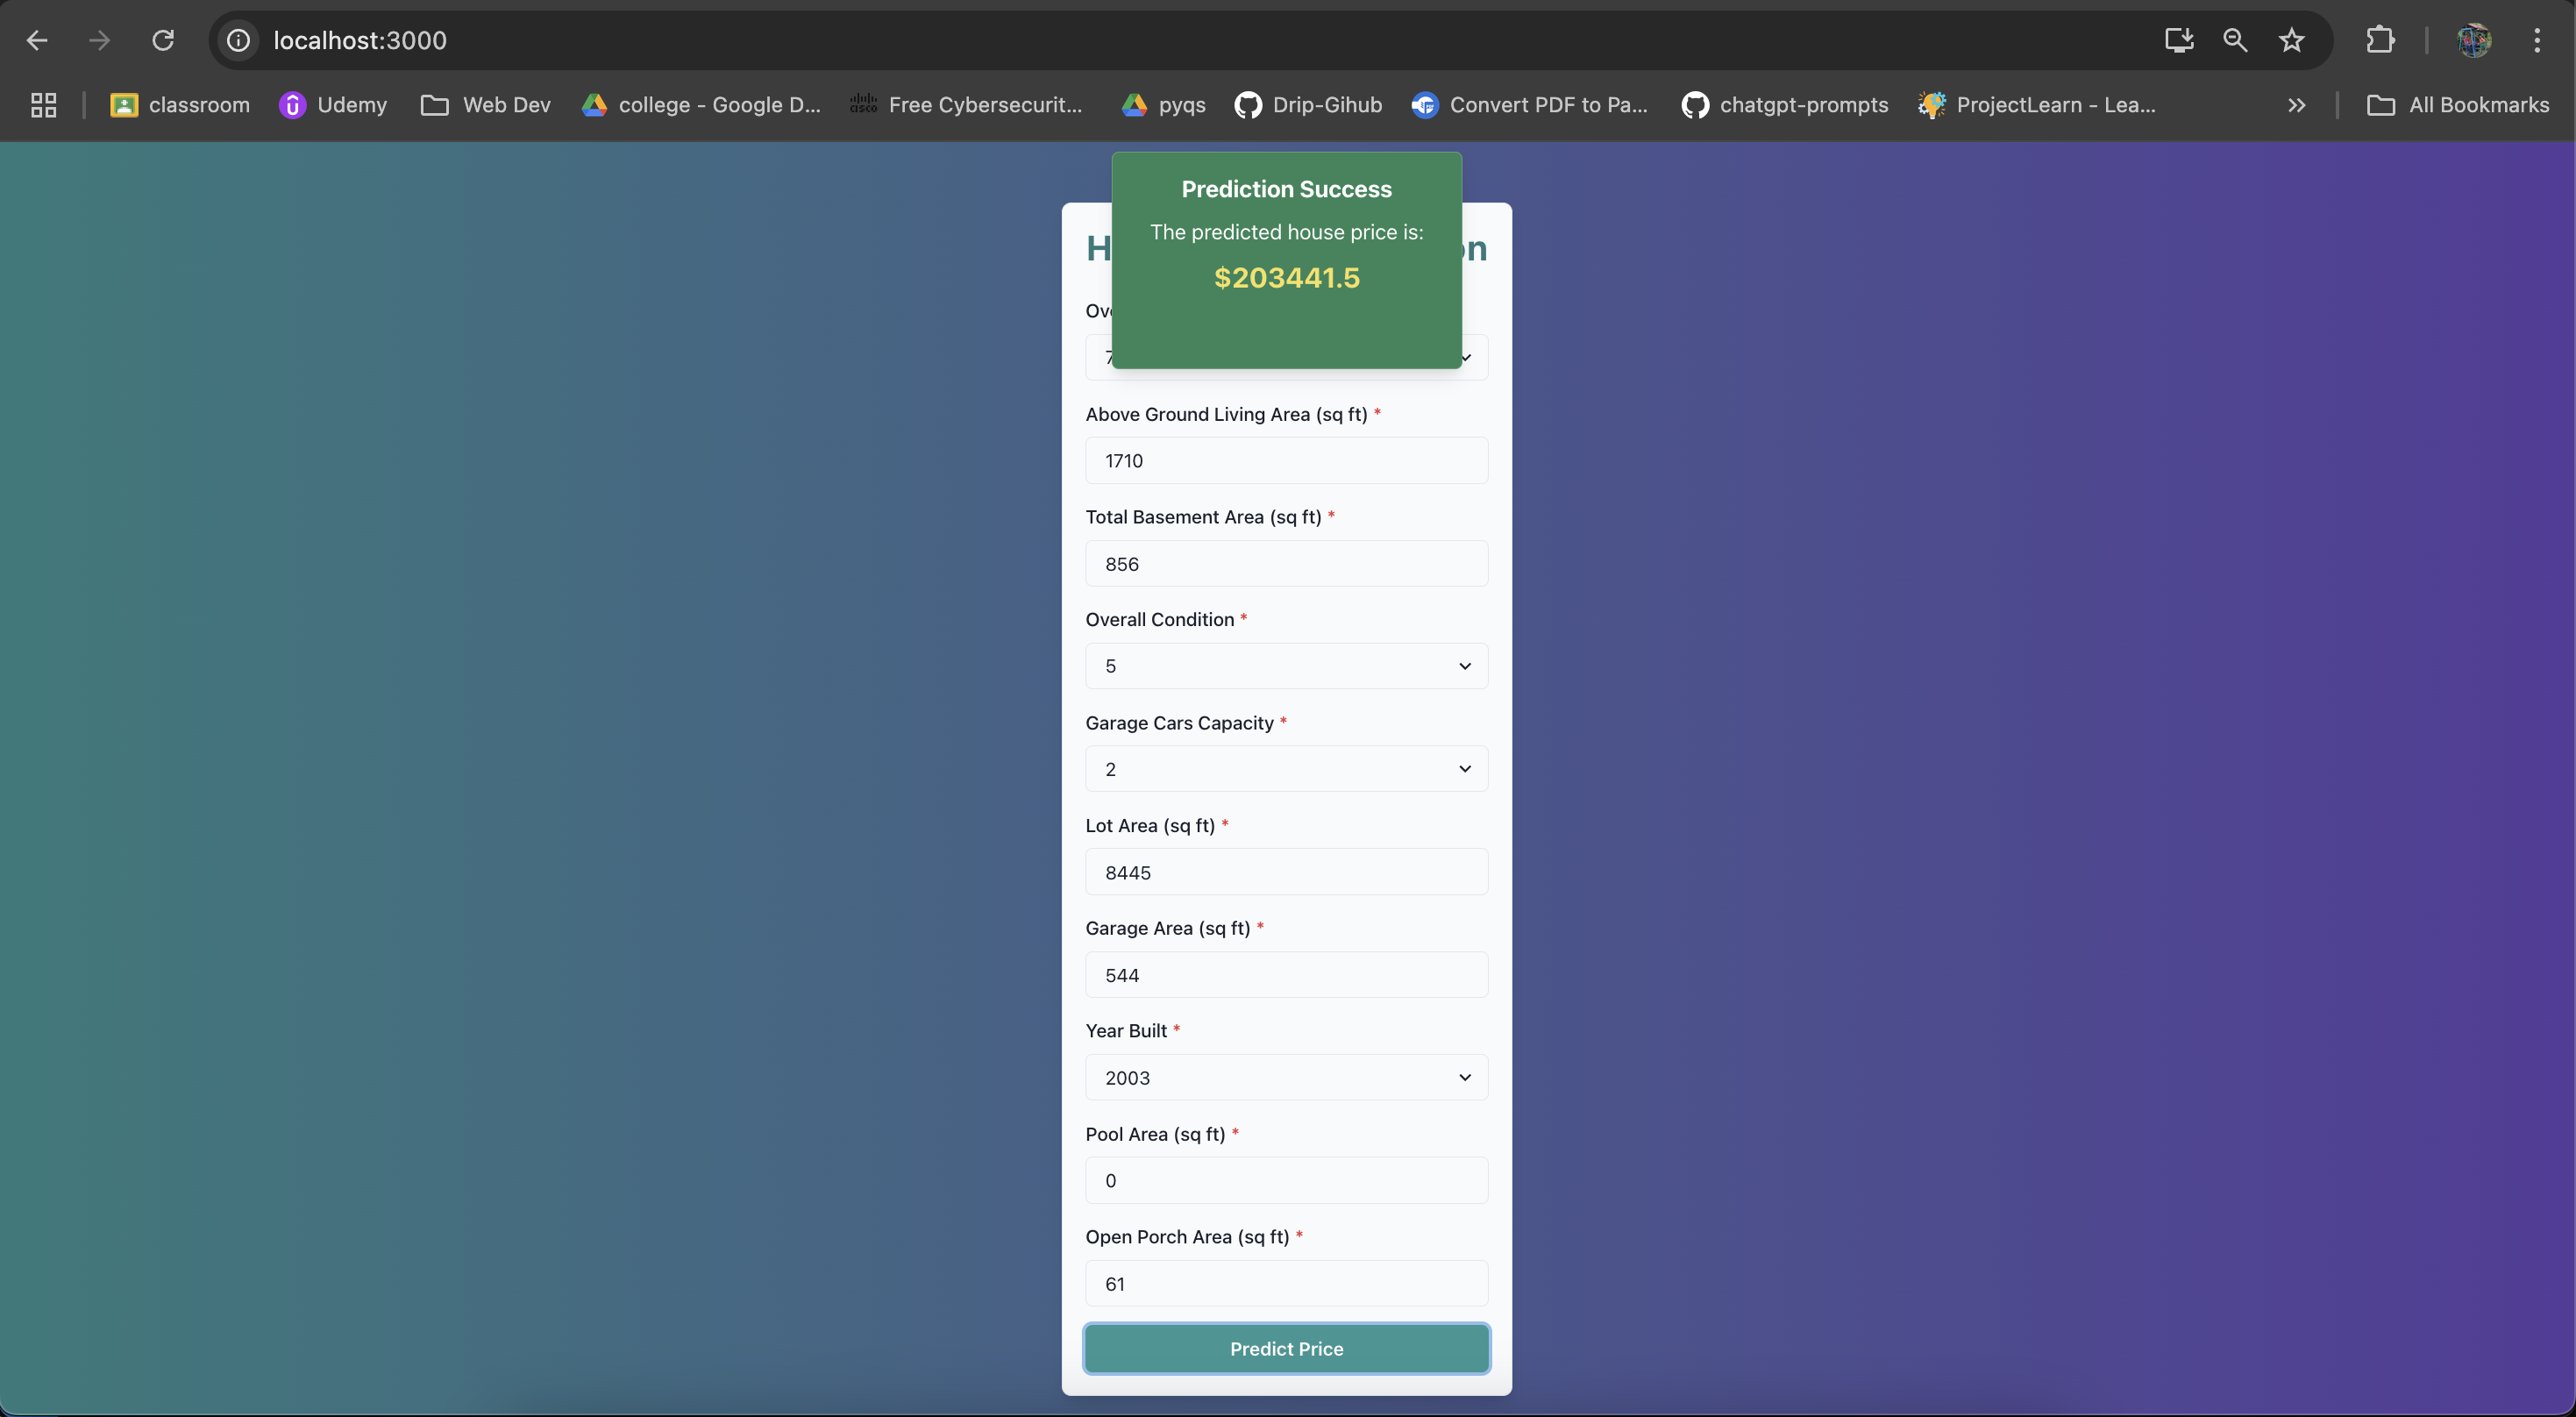 localhost:3000
classroom
Udemy
Web Dev
college - Google D...
Free Cybersecurit...
pyqs
Drip-Gihub
Convert PDF to Pa...
chatgpt-prompts
ProjectLearn - Lea...
All Bookmarks
Prediction Success
The predicted house price is:
$203441.5
Above Ground Living Area (sq ft) *
1710
Total Basement Area (sq ft) *
856
Overall Condition *
5
Garage Cars Capacity *
2
Lot Area (sq ft) *
8445
Garage Area (sq ft) *
544
Year Built *
2003
Pool Area (sq ft) *
0
Open Porch Area (sq ft) *
61
Predict Price